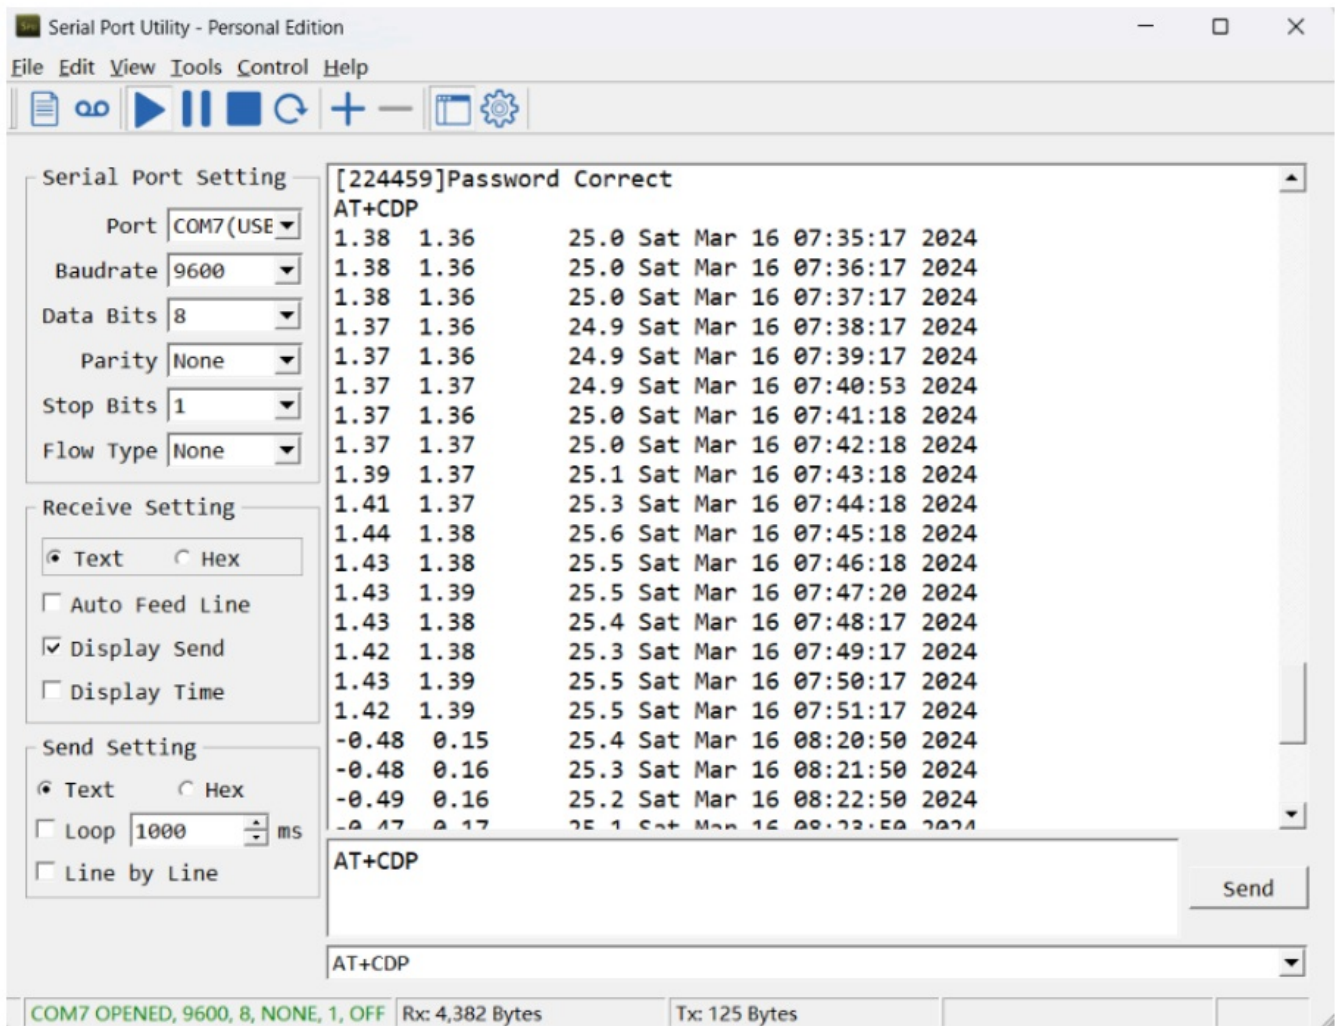 Serial Port Utility - Personal Edition
File Edit View Tools Control Help
Serial Port Setting
Port COM7(USE
Baudrate 9600
Data Bits 8
Parity None
Stop Bits 1
Flow Type None
Receive Setting
Text Hex
Auto Feed Line
Display Send
Display Time
Send Setting
Text Hex
Loop 1000 ms
Line by Line
[224459]Password Correct
AT+CDP
1.38 1.36 25.0 Sat Mar 16 07:35:17 2024
1.38 1.36 25.0 Sat Mar 16 07:36:17 2024
1.38 1.36 25.0 Sat Mar 16 07:37:17 2024
1.37 1.36 24.9 Sat Mar 16 07:38:17 2024
1.37 1.36 24.9 Sat Mar 16 07:39:17 2024
1.37 1.37 24.9 Sat Mar 16 07:40:53 2024
1.37 1.36 25.0 Sat Mar 16 07:41:18 2024
1.37 1.37 25.0 Sat Mar 16 07:42:18 2024
1.39 1.37 25.1 Sat Mar 16 07:43:18 2024
1.41 1.37 25.3 Sat Mar 16 07:44:18 2024
1.44 1.38 25.6 Sat Mar 16 07:45:18 2024
1.43 1.38 25.5 Sat Mar 16 07:46:18 2024
1.43 1.39 25.5 Sat Mar 16 07:47:20 2024
1.43 1.38 25.4 Sat Mar 16 07:48:17 2024
1.42 1.38 25.3 Sat Mar 16 07:49:17 2024
1.43 1.39 25.5 Sat Mar 16 07:50:17 2024
1.42 1.39 25.5 Sat Mar 16 07:51:17 2024
-0.48 0.15 25.4 Sat Mar 16 08:20:50 2024
-0.48 0.16 25.3 Sat Mar 16 08:21:50 2024
-0.49 0.16 25.2 Sat Mar 16 08:22:50 2024
-0.47 0.17 25.1 Sat Mar 16 08:23:50 2024
AT+CDP
Send
AT+CDP
COM7 OPENED, 9600, 8, NONE, 1, OFF Rx: 4,382 Bytes Tx: 125 Bytes